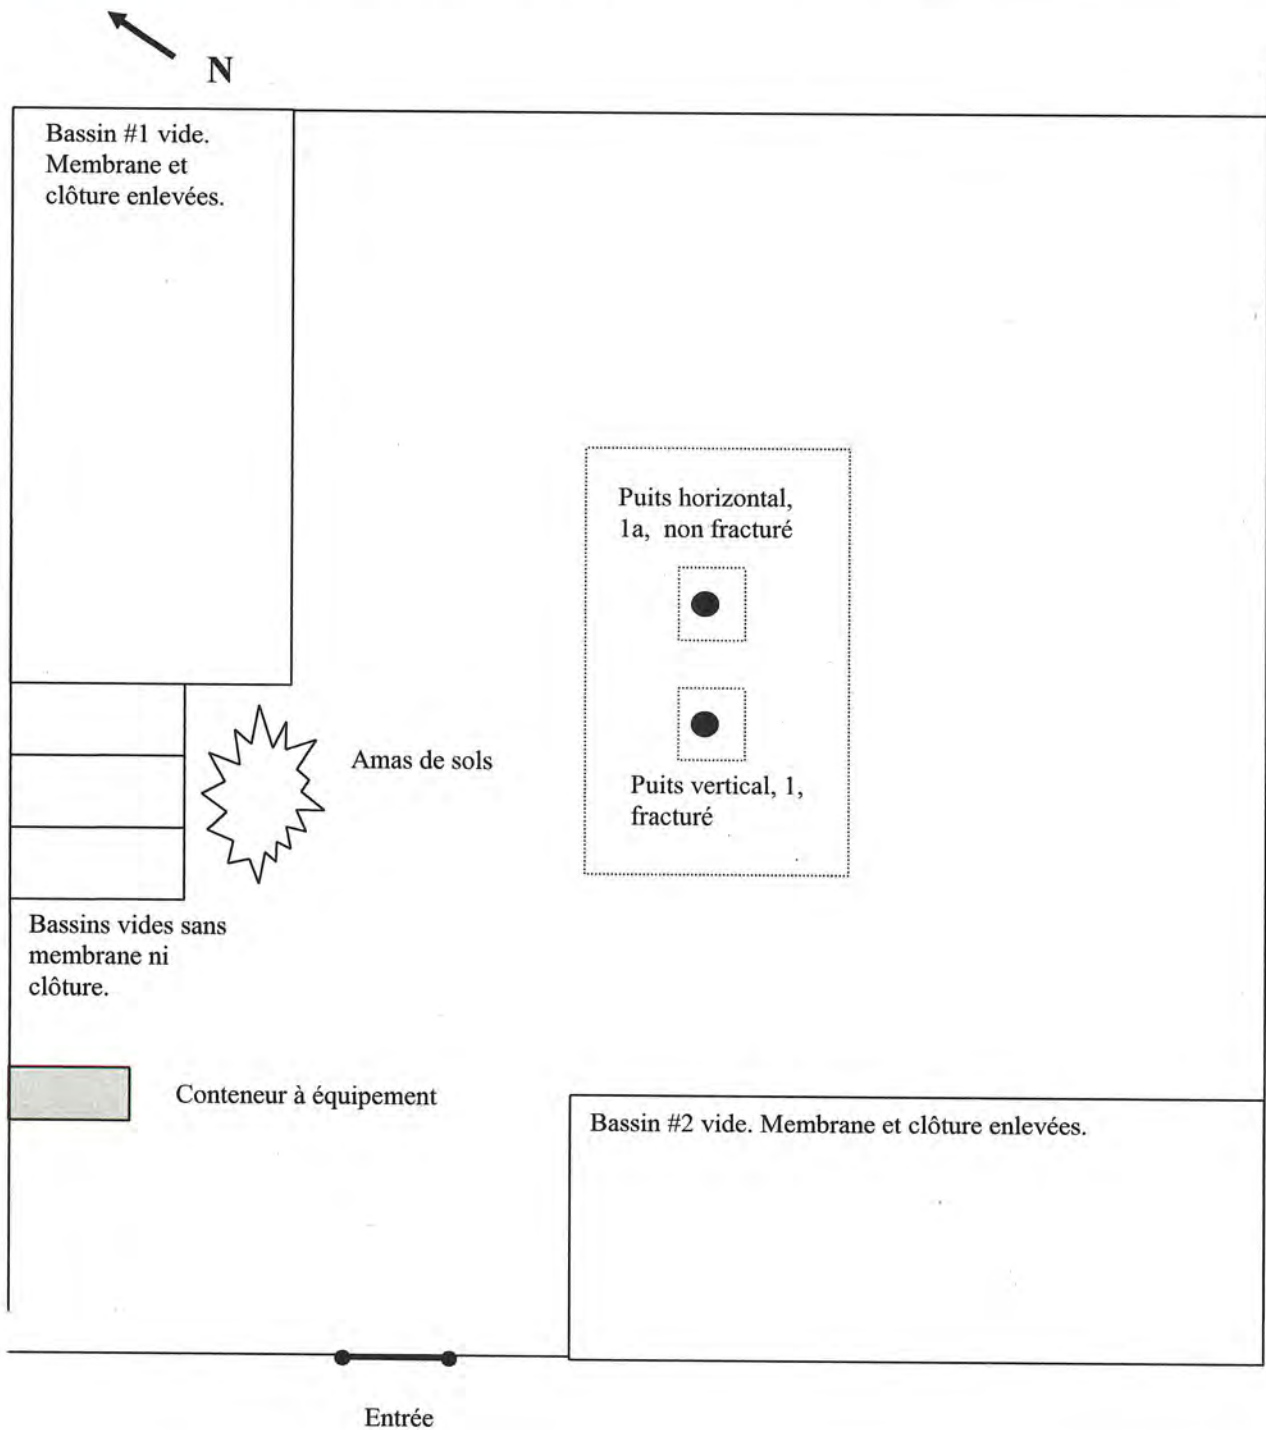 N
Bassin #1 vide.
Membrane et
clôture enlevées.
Puits horizontal,
1a, non fracturé
Amas de sols
Puits vertical, 1,
fracturé
Bassins vides sans
membrane ni
clôture.
Conteneur à équipement
Bassin #2 vide. Membrane et clôture enlevées.
Entrée